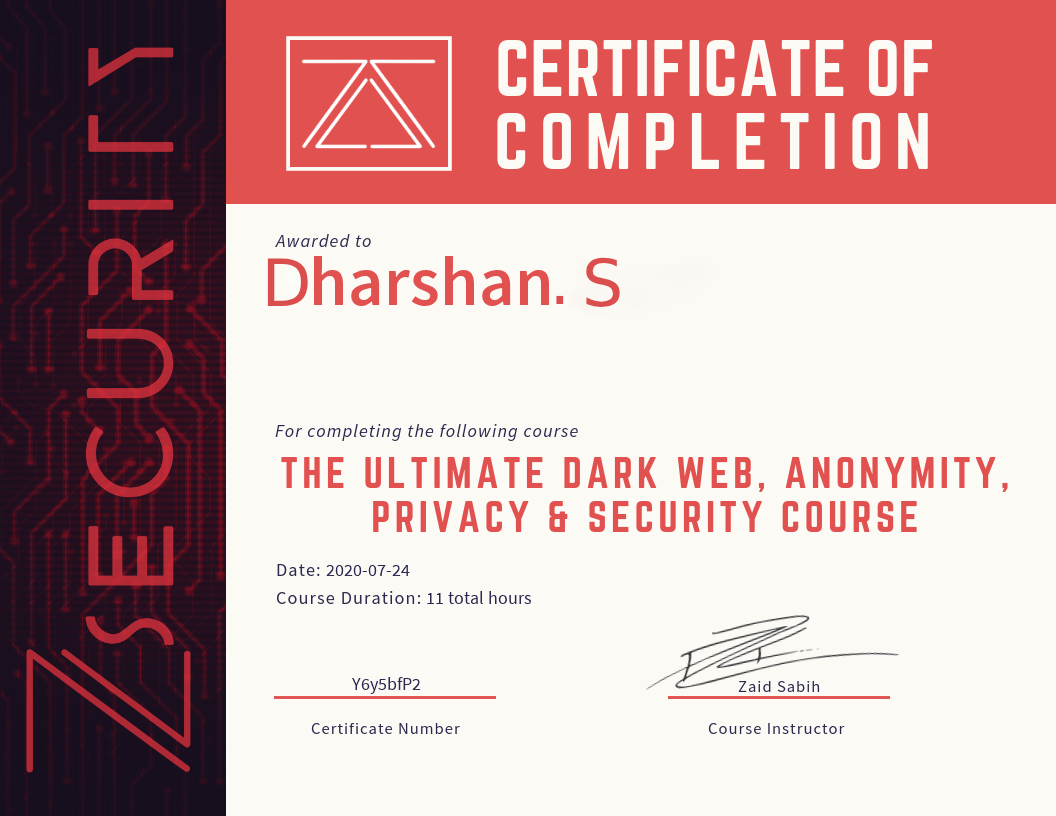 ZSECURITY
CERTIFICATE OF
COMPLETION
Awarded to
Dharshan. S
For completing the following course
THE ULTIMATE DARK WEB, ANONYMITY,
PRIVACY & SECURITY COURSE
Date: 2020-07-24
Course Duration: 11 total hours
Y6y5bfP2
Certificate Number
Zaid Sabih
Course Instructor